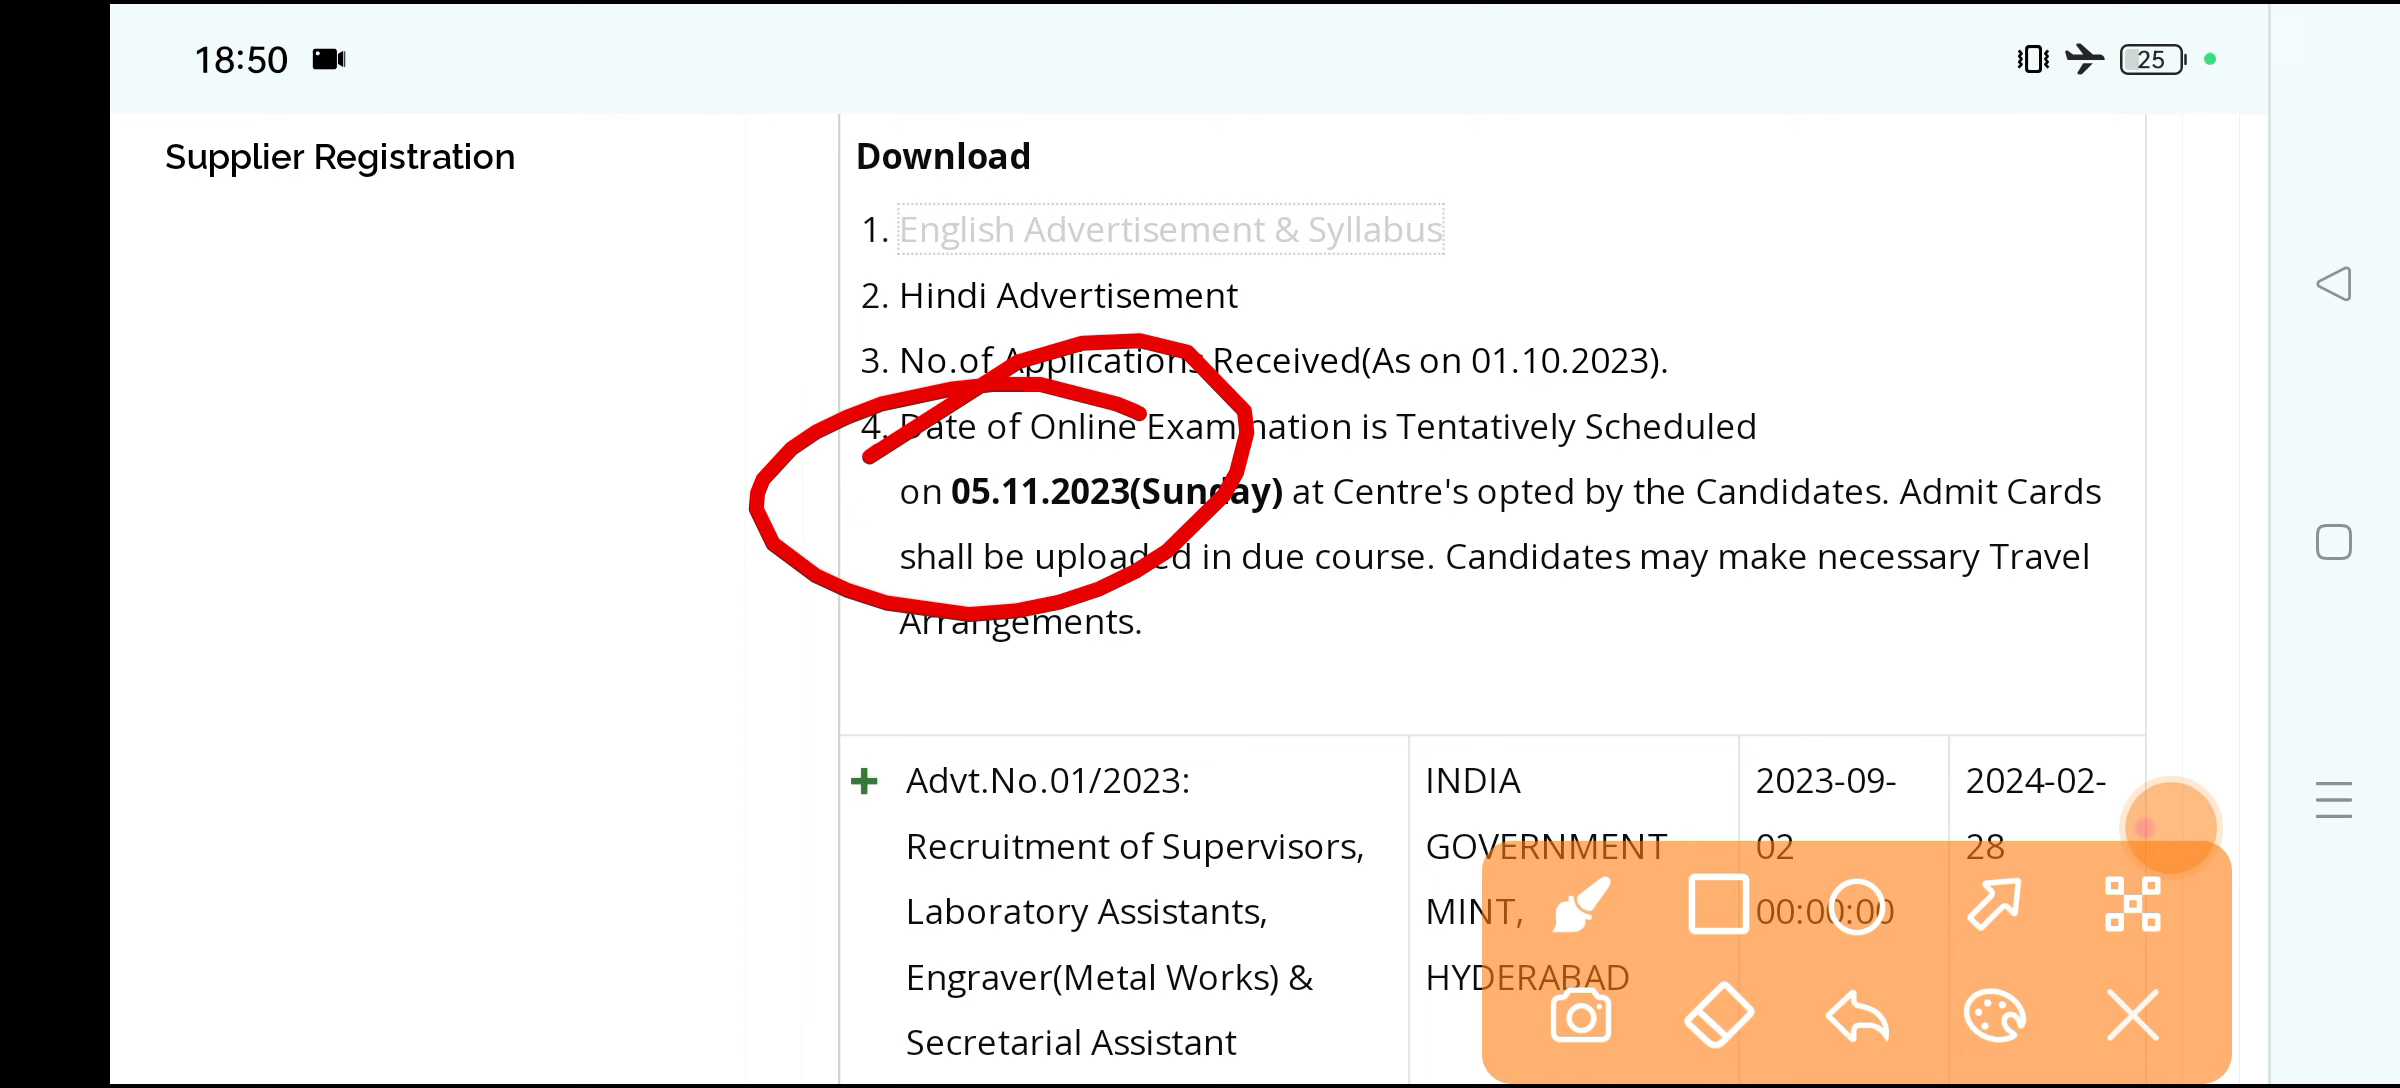 18:50
25
Supplier Registration
Download
1. English Advertisement & Syllabus
2. Hindi Advertisement
3. No.of Applications Received(As on 01.10.2023).
4. Date of Online Examination is Tentatively Scheduled
on 05.11.2023(Sunday) at Centre's opted by the Candidates. Admit Cards
shall be uploaded in due course. Candidates may make necessary Travel
Arrangements.
Advt.No.01/2023:
Recruitment of Supervisors,
Laboratory Assistants,
Engraver(Metal Works) &
Secretarial Assistant
INDIA
GOVERNMENT
MINT,
HYDERABAD
2023-09-
02
00:00:00
2024-02-
28